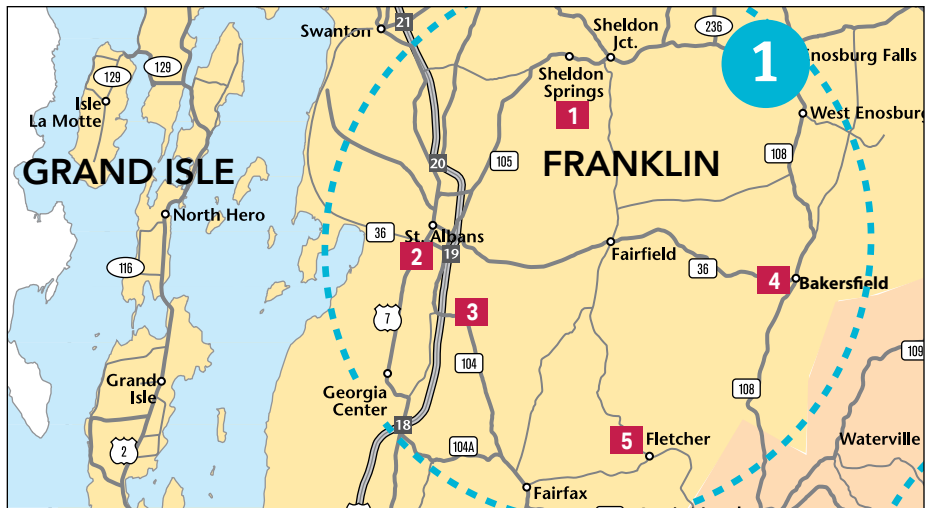 21
Swanton
Sheldon
Jct.
236
1
nosburg Falls
129
129
Isle
La Motte
Sheldon
Springs
1
West Enosburg
20
105
108
GRAND ISLE
FRANKLIN
North Hero
36
St. Albans
19
2
Fairfield
36
116
4
Bakersfield
7
3
109
Grand
Isle
104
108
Georgia
Center
18
2
104A
5
Fletcher
Waterville
Fairfax